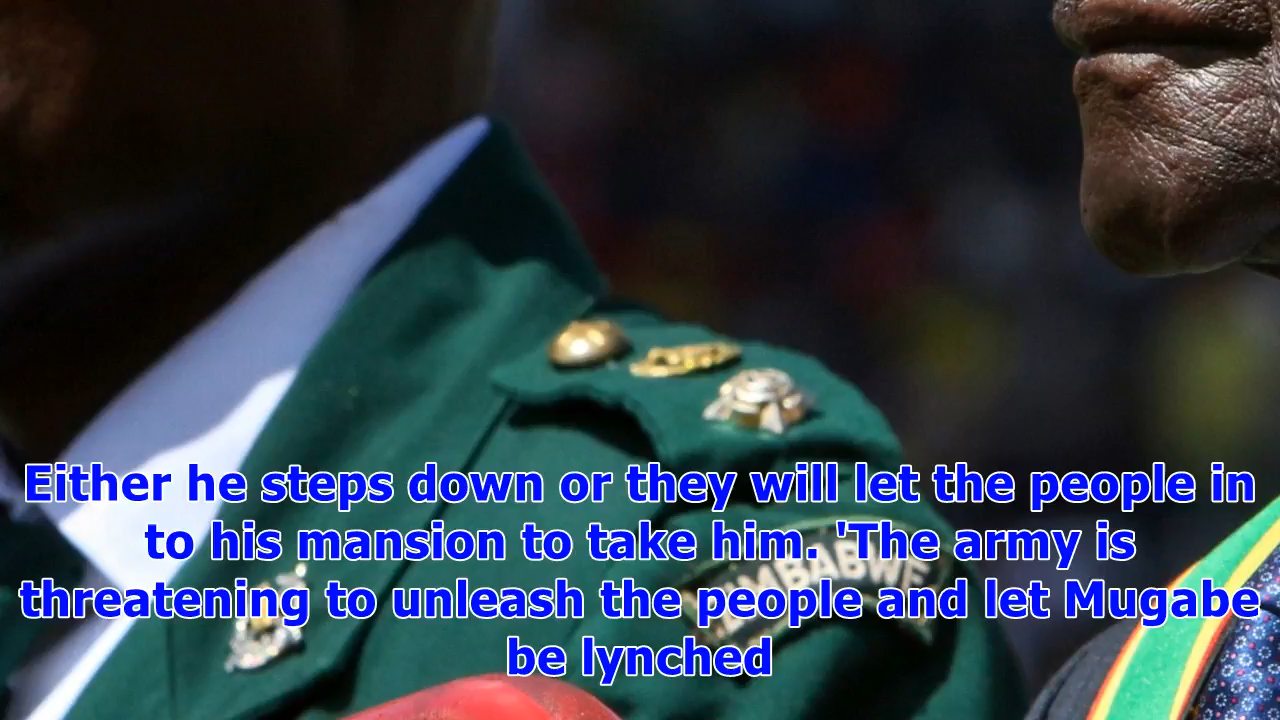 Either he steps down or they will let the people in
to his mansion to take him. 'The army is
threatening to unleash the people and let Mugabe
be lynched
ZIMBABWE